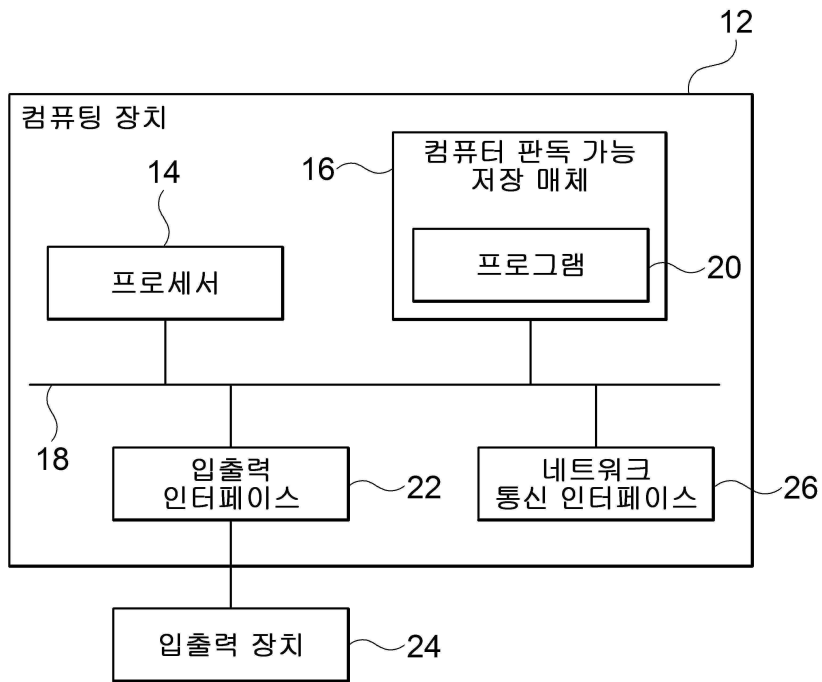 12
컴퓨팅 장치
14
16
컴퓨터 판독 가능
저장 매체
프로세서
프로그램
20
18
입출력
인터페이스
22
네트워크
통신 인터페이스
26
입출력 장치
24